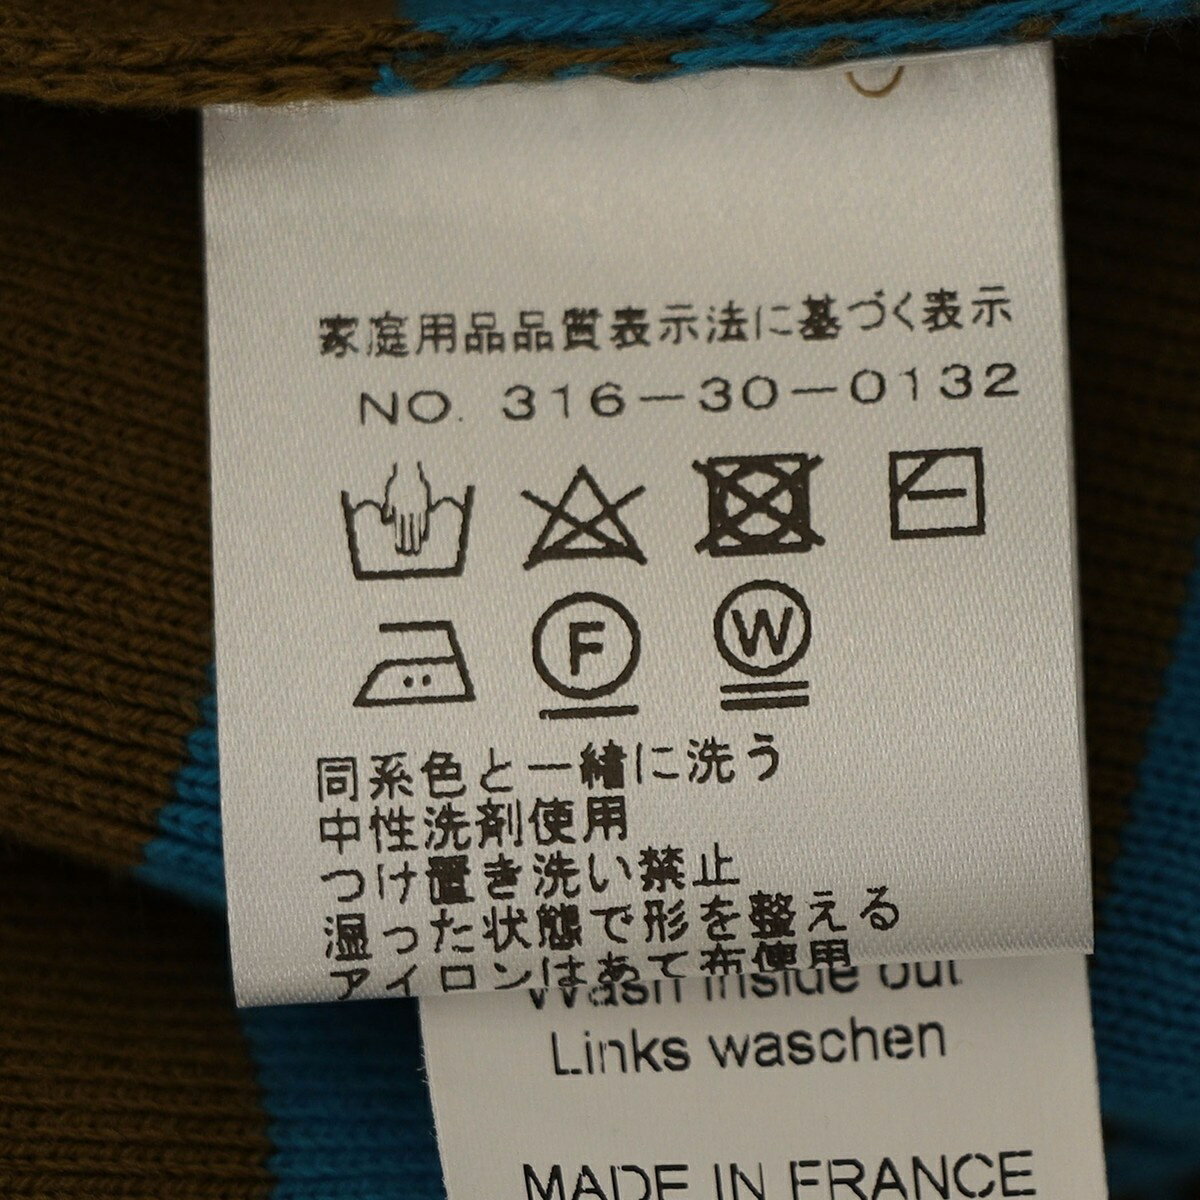 家庭用品品質表示法に基づく表示
NO. 316-30-0132
F
W
同系色と一緒に洗う
中性洗剤使用
つけ置き洗い禁止
湿った状態で形を整える
アイロンはあて布使用
Wash inside out
Links waschen
MADE IN FRANCE